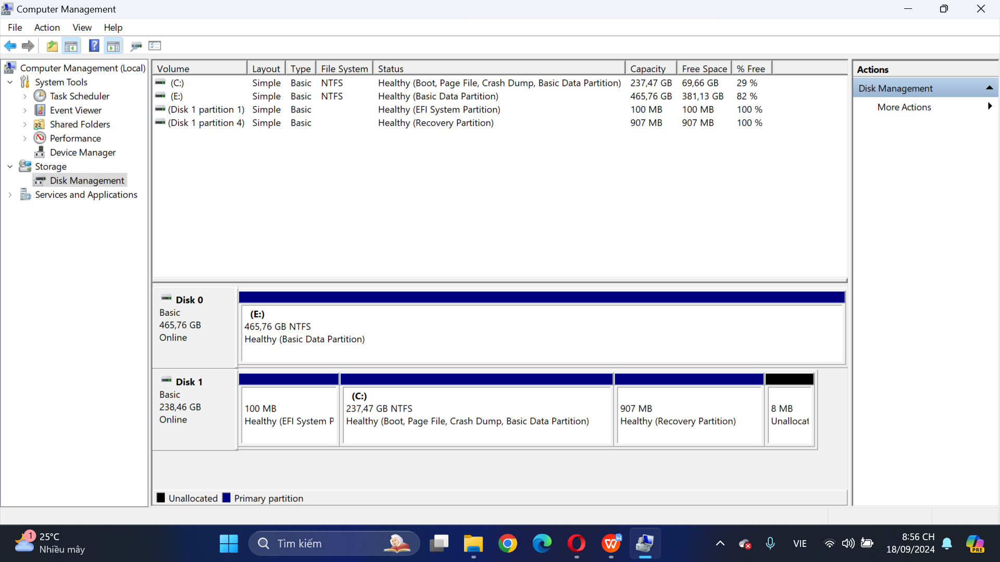 Computer Management
File Action View Help
Computer Management (Local)
System Tools
Task Scheduler
Event Viewer
Shared Folders
Performance
Device Manager
Storage
Disk Management
Services and Applications
Volume Layout Type File System Status Capacity Free Space % Free
(C:) Simple Basic NTFS Healthy (Boot, Page File, Crash Dump, Basic Data Partition) 237,47 GB 69,66 GB 29 %
(E:) Simple Basic NTFS Healthy (Basic Data Partition) 465,76 GB 381,13 GB 82 %
(Disk 1 partition 1) Simple Basic Healthy (EFI System Partition) 100 MB 100 MB 100 %
(Disk 1 partition 4) Simple Basic Healthy (Recovery Partition) 907 MB 907 MB 100 %
Disk 0
Basic
465,76 GB
Online
(E:)
465,76 GB NTFS
Healthy (Basic Data Partition)
Disk 1
Basic
238,46 GB
Online
100 MB
Healthy (EFI System P
(C:)
237,47 GB NTFS
Healthy (Boot, Page File, Crash Dump, Basic Data Partition)
907 MB
Healthy (Recovery Partition)
8 MB
Unallocat
Unallocated Primary partition
Actions
Disk Management
More Actions
1
25°C
Nhiều mây
Tìm kiếm
VIE
8:56 CH
18/09/2024
PRE